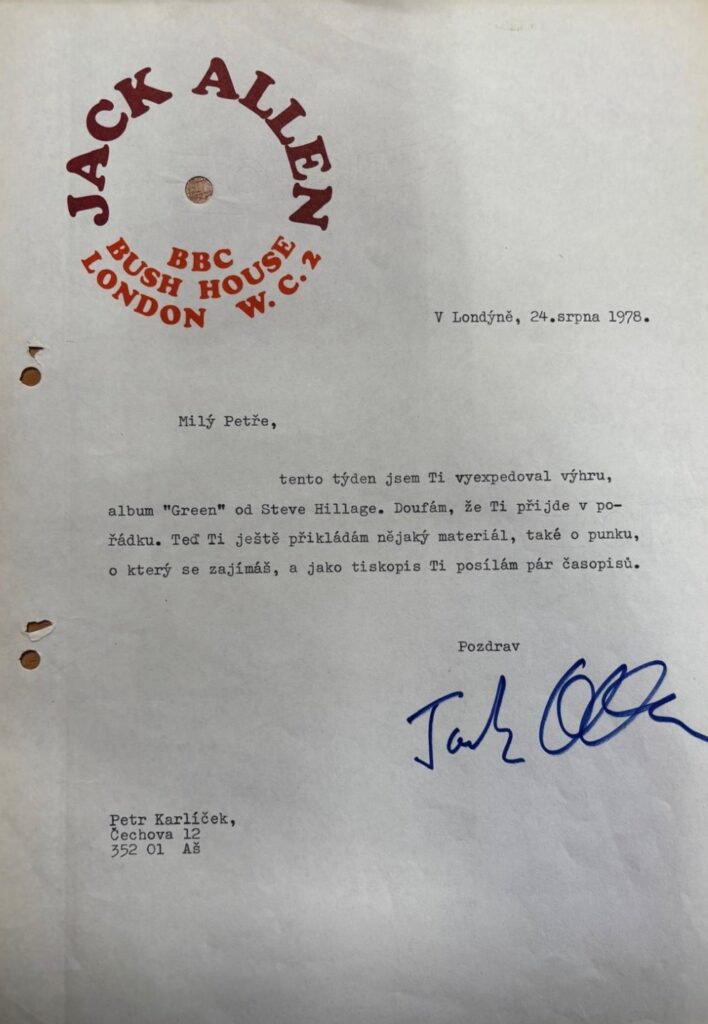 JACK ALLEN
BBC
BUSH HOUSE
LONDON W.C.2
V Londýně, 24.srpna 1978.
Milý Petře,
tento týden jsem Ti vyexpedoval výhru,
album "Green" od Steve Hillage. Doufám, že Ti přijde v po-
řádku. Teď Ti ještě přikládám nějaký materiál, také o punku,
o který se zajímáš, a jako tiskopis Ti posílám pár časopisů.
Pozdrav
Jack Allen
Petr Karlíček,
Čechova 12
352 01 Aš